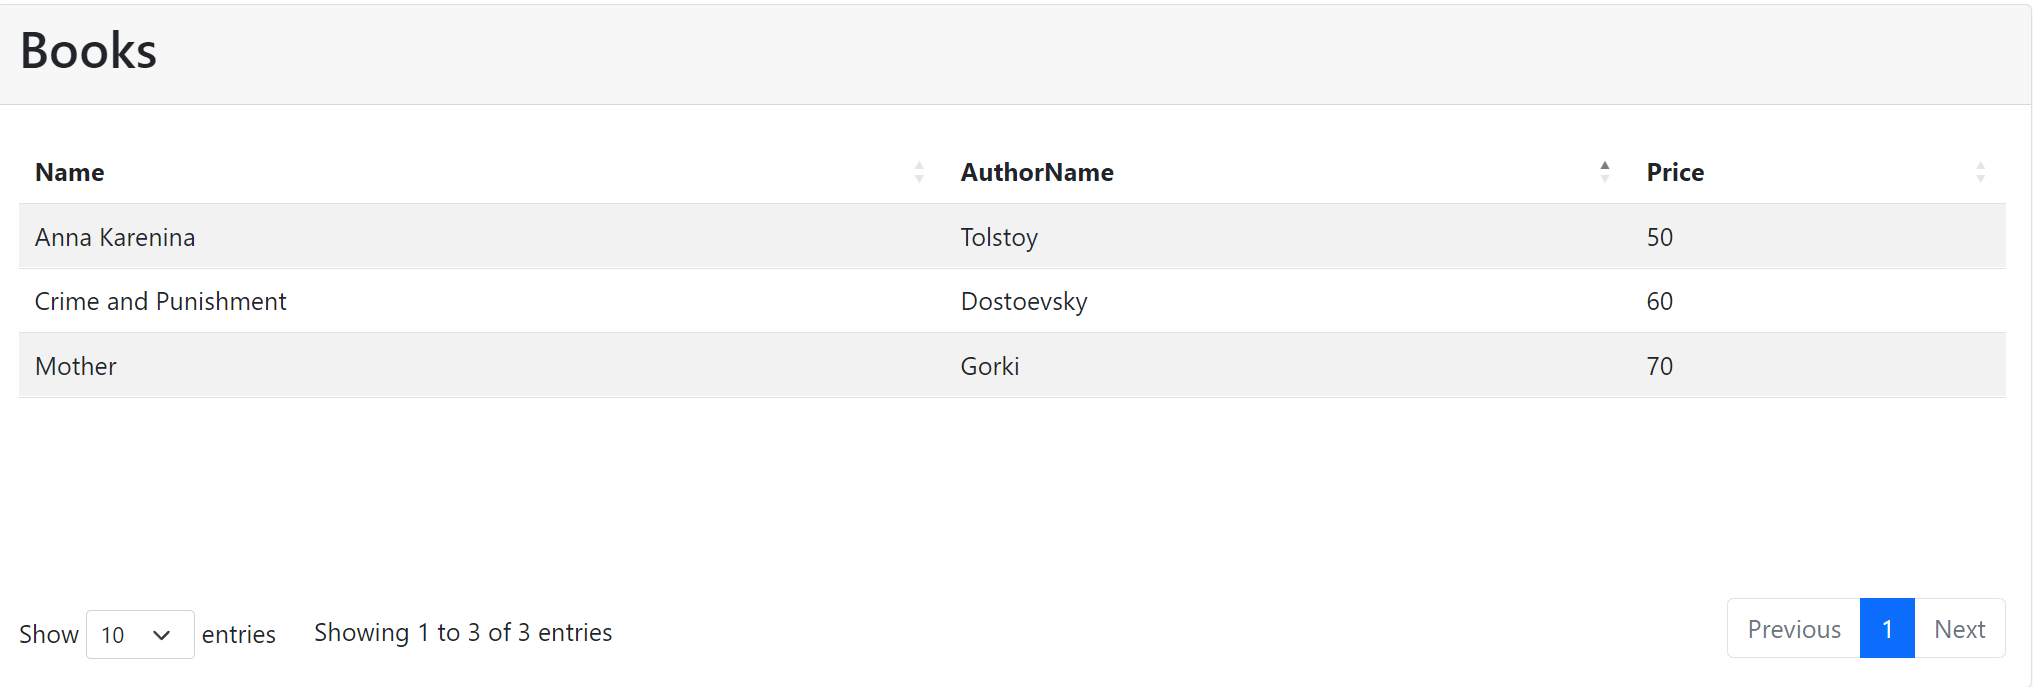 Books
Name AuthorName Price
Anna Karenina Tolstoy 50
Crime and Punishment Dostoevsky 60
Mother Gorki 70
Show 10 entries Showing 1 to 3 of 3 entries Previous 1 Next